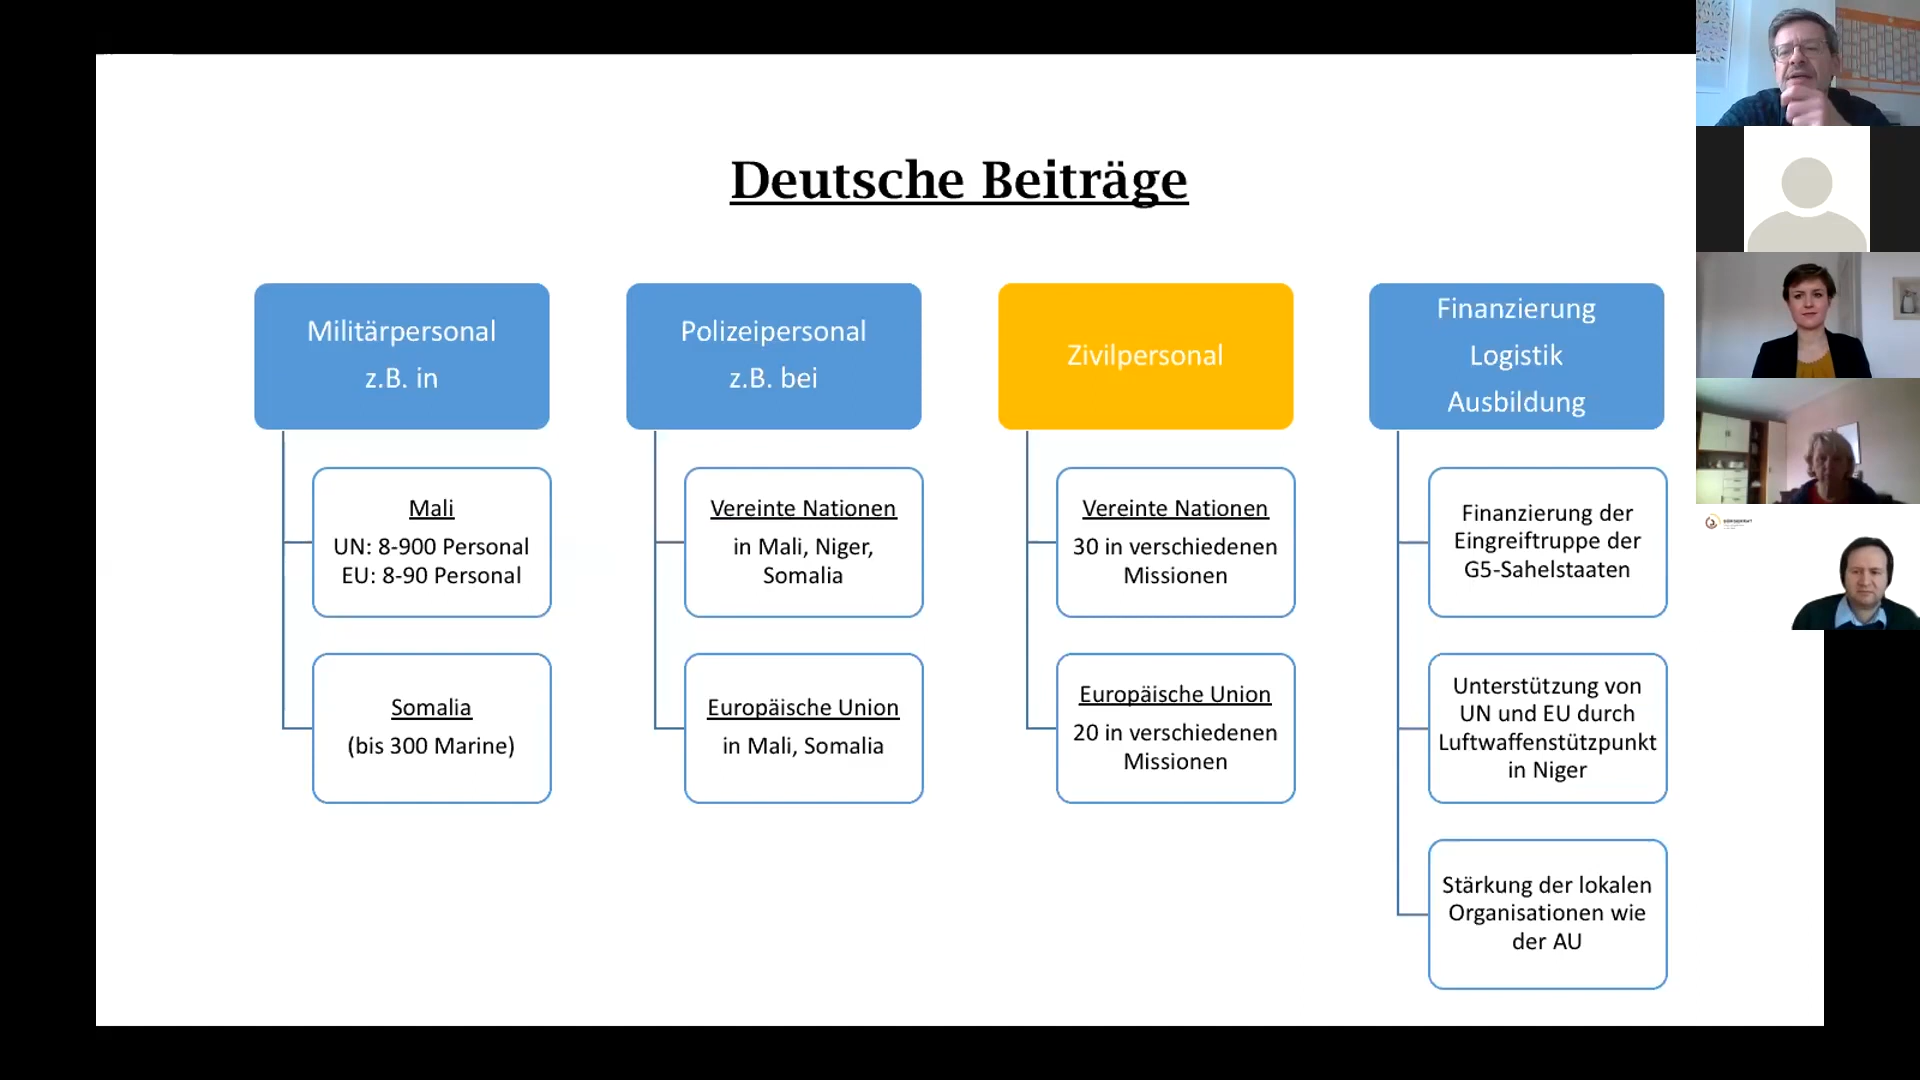 Deutsche Beiträge
Militärpersonal
z.B. in
Mali
UN: 8-900 Personal
EU: 8-90 Personal
Somalia
(bis 300 Marine)
Polizeipersonal
z.B. bei
Vereinte Nationen
in Mali, Niger,
Somalia
Europäische Union
in Mali, Somalia
Zivilpersonal
Vereinte Nationen
30 in verschiedenen
Missionen
Europäische Union
20 in verschiedenen
Missionen
Finanzierung
Logistik
Ausbildung
Finanzierung der
Eingreiftruppe der
G5-Sahelstaaten
Unterstützung von
UN und EU durch
Luftwaffenstützpunkt
in Niger
Stärkung der lokalen
Organisationen wie
der AU